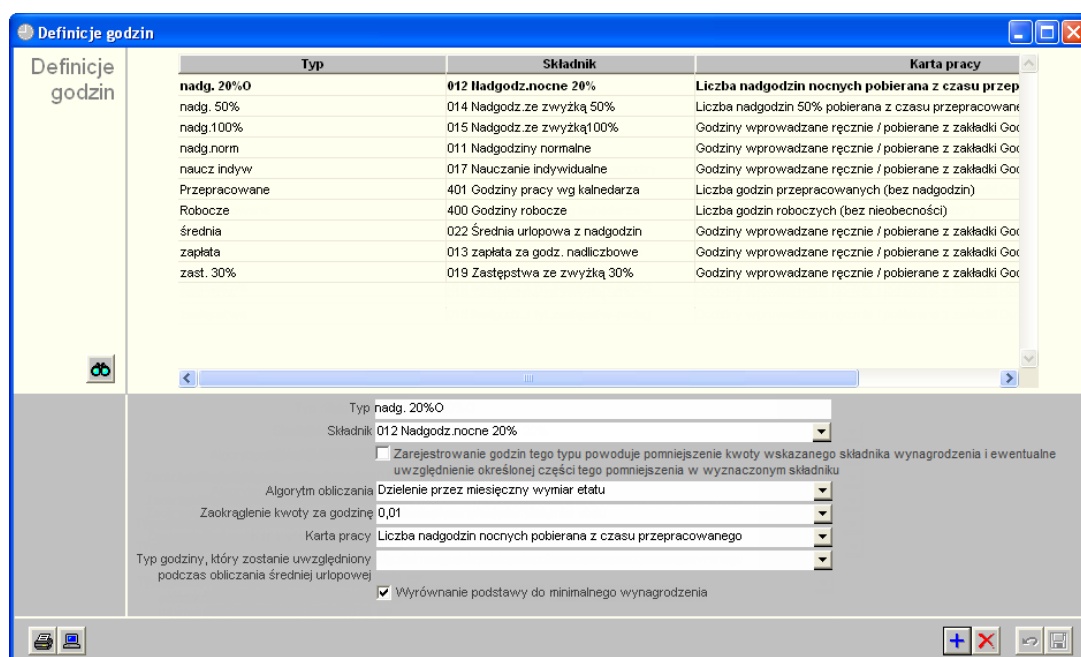 Definicje godzin
Definicje
godzin
Typ Składnik Karta pracy
nadg. 20%O 012 Nadgodz.nocne 20% Liczba nadgodzin nocnych pobierana z czasu przep
nadg. 50% 014 Nadgodz.ze zwyżką 50% Liczba nadgodzin 50% pobierana z czasu przepracowane
nadg.100% 015 Nadgodz.ze zwyżką100% Godziny wprowadzane ręcznie / pobierane z zakładki Goc
nadg.norm 011 Nadgodziny normalne Godziny wprowadzane ręcznie / pobierane z zakładki Goc
naucz indyw 017 Nauczanie indywidualne Godziny wprowadzane ręcznie / pobierane z zakładki Goc
Przepracowane 401 Godziny pracy wg kalnedarza Liczba godzin przepracowanych (bez nadgodzin)
Robocze 400 Godziny robocze Liczba godzin roboczych (bez nieobecności)
średnia 022 Średnia urlopowa z nadgodzin Godziny wprowadzane ręcznie / pobierane z zakładki Goc
zapłata 013 zapłata za godz. nadliczbowe Godziny wprowadzane ręcznie / pobierane z zakładki Goc
zast. 30% 019 Zastępstwa ze zwyżką 30% Godziny wprowadzane ręcznie / pobierane z zakładki Goc
Typ nadg. 20%O
Składnik 012 Nadgodz.nocne 20%
Zarejestrowanie godzin tego typu powoduje pomniejszenie kwoty wskazanego składnika wynagrodzenia i ewentualne
uwzględnienie określonej części tego pomniejszenia w wyznaczonym składniku
Algorytm obliczania Dzielenie przez miesięczny wymiar etatu
Zaokrąglenie kwoty za godzinę 0,01
Karta pracy Liczba nadgodzin nocnych pobierana z czasu przepracowanego
Typ godziny, który zostanie uwzględniony
podczas obliczania średniej urlopowej
Wyrównanie podstawy do minimalnego wynagrodzenia